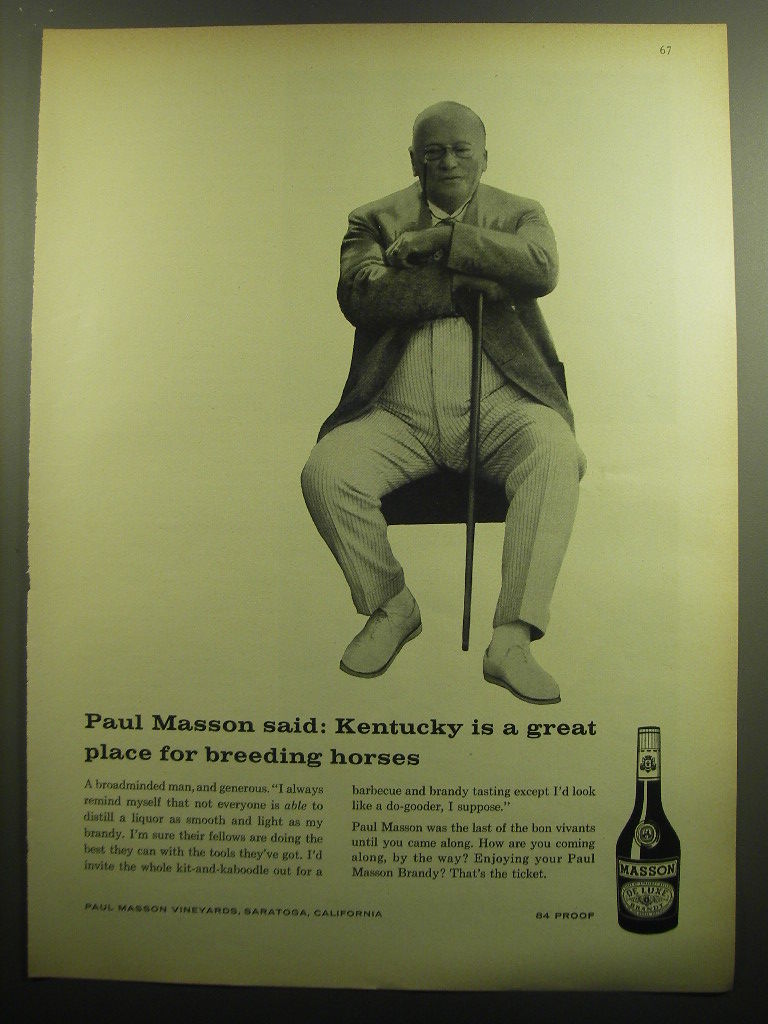 67
Paul Masson said: Kentucky is a great
place for breeding horses
A broadminded man, and generous. “I always
remind myself that not everyone is able to
distill a liquor as smooth and light as my
brandy. I’m sure their fellows are doing the
best they can with the tools they’ve got. I’d
invite the whole kit-and-kaboodle out for a
barbecue and brandy tasting except I’d look
like a do-gooder, I suppose.”
Paul Masson was the last of the bon vivants
until you came along. How are you coming
along, by the way? Enjoying your Paul
Masson Brandy? That’s the ticket.
PAUL MASSON VINEYARDS, SARATOGA, CALIFORNIA
84 PROOF
MASSON
DE LUXE
BRANDY